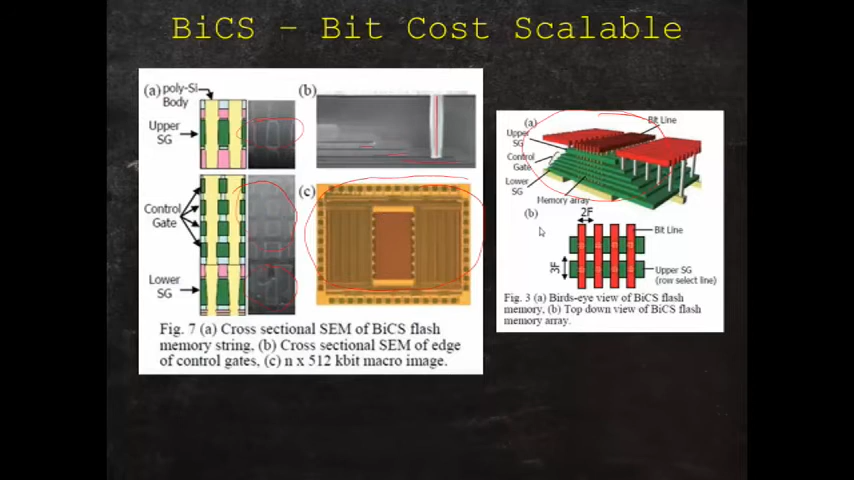 BiCS – Bit Cost Scalable
(a) poly-Si
Body
Upper
SG
Control
Gate
Lower
SG
(b)
(c)
Fig. 7 (a) Cross sectional SEM of BiCS flash
memory string, (b) Cross sectional SEM of edge
of control gates, (c) n x 512 kbit macro image.
(a)
Bit Line
Upper
SG
Control
Gate
Lower
SG
Memory array
(b)
2F
Bit Line
3F
Upper SG
(row select line)
Fig. 3 (a) Birds-eye view of BiCS flash
memory, (b) Top down view of BiCS flash
memory array.